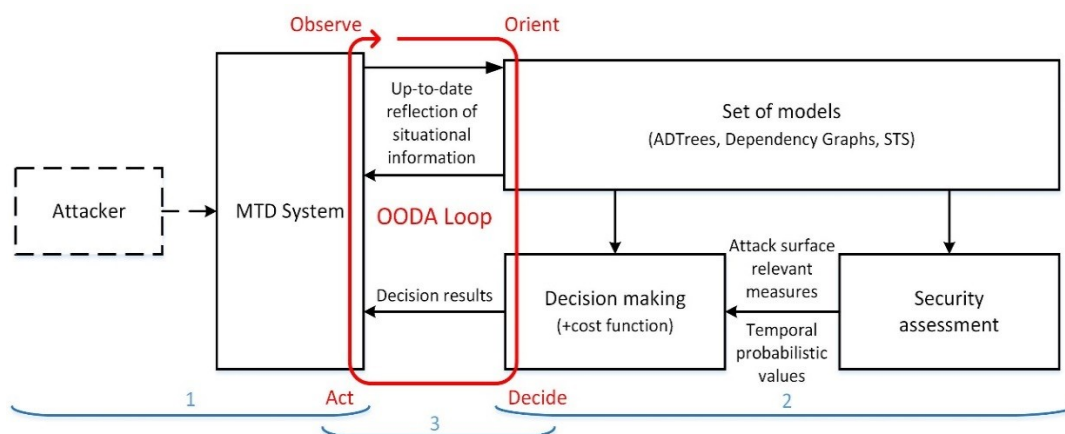 Observe
Orient
Up-to-date
reflection of
situational
information
Set of models
(ADTrees, Dependency Graphs, STS)
Attacker
MTD System
OODA Loop
Attack surface
relevant
measures
Decision results
Decision making
(+cost function)
Security
assessment
Temporal
probabilistic
values
Act
Decide
1
2
3